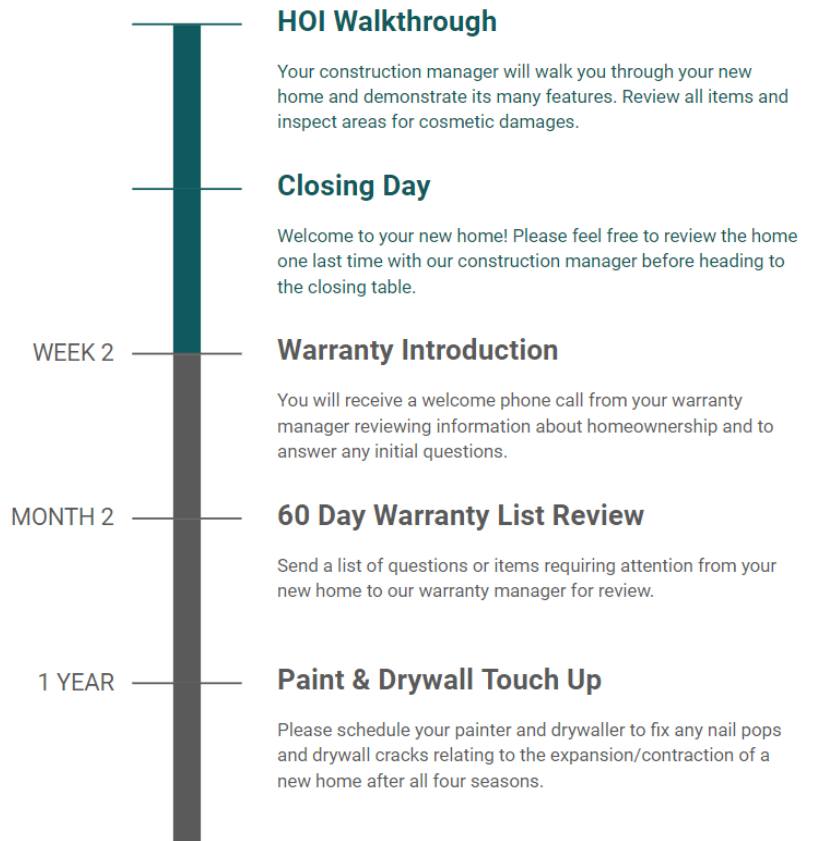 HOI Walkthrough
Your construction manager will walk you through your new
home and demonstrate its many features. Review all items and
inspect areas for cosmetic damages.
Closing Day
Welcome to your new home! Please feel free to review the home
one last time with our construction manager before heading to
the closing table.
WEEK 2
Warranty Introduction
You will receive a welcome phone call from your warranty
manager reviewing information about homeownership and to
answer any initial questions.
MONTH 2
60 Day Warranty List Review
Send a list of questions or items requiring attention from your
new home to our warranty manager for review.
1 YEAR
Paint & Drywall Touch Up
Please schedule your painter and drywaller to fix any nail pops
and drywall cracks relating to the expansion/contraction of a
new home after all four seasons.